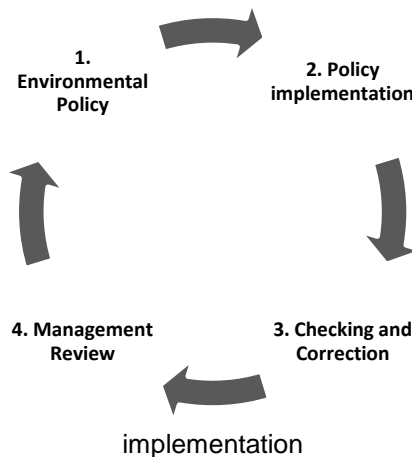 1.
Environmental
Policy
2. Policy
implementation
3. Checking and
Correction
4. Management
Review
implementation